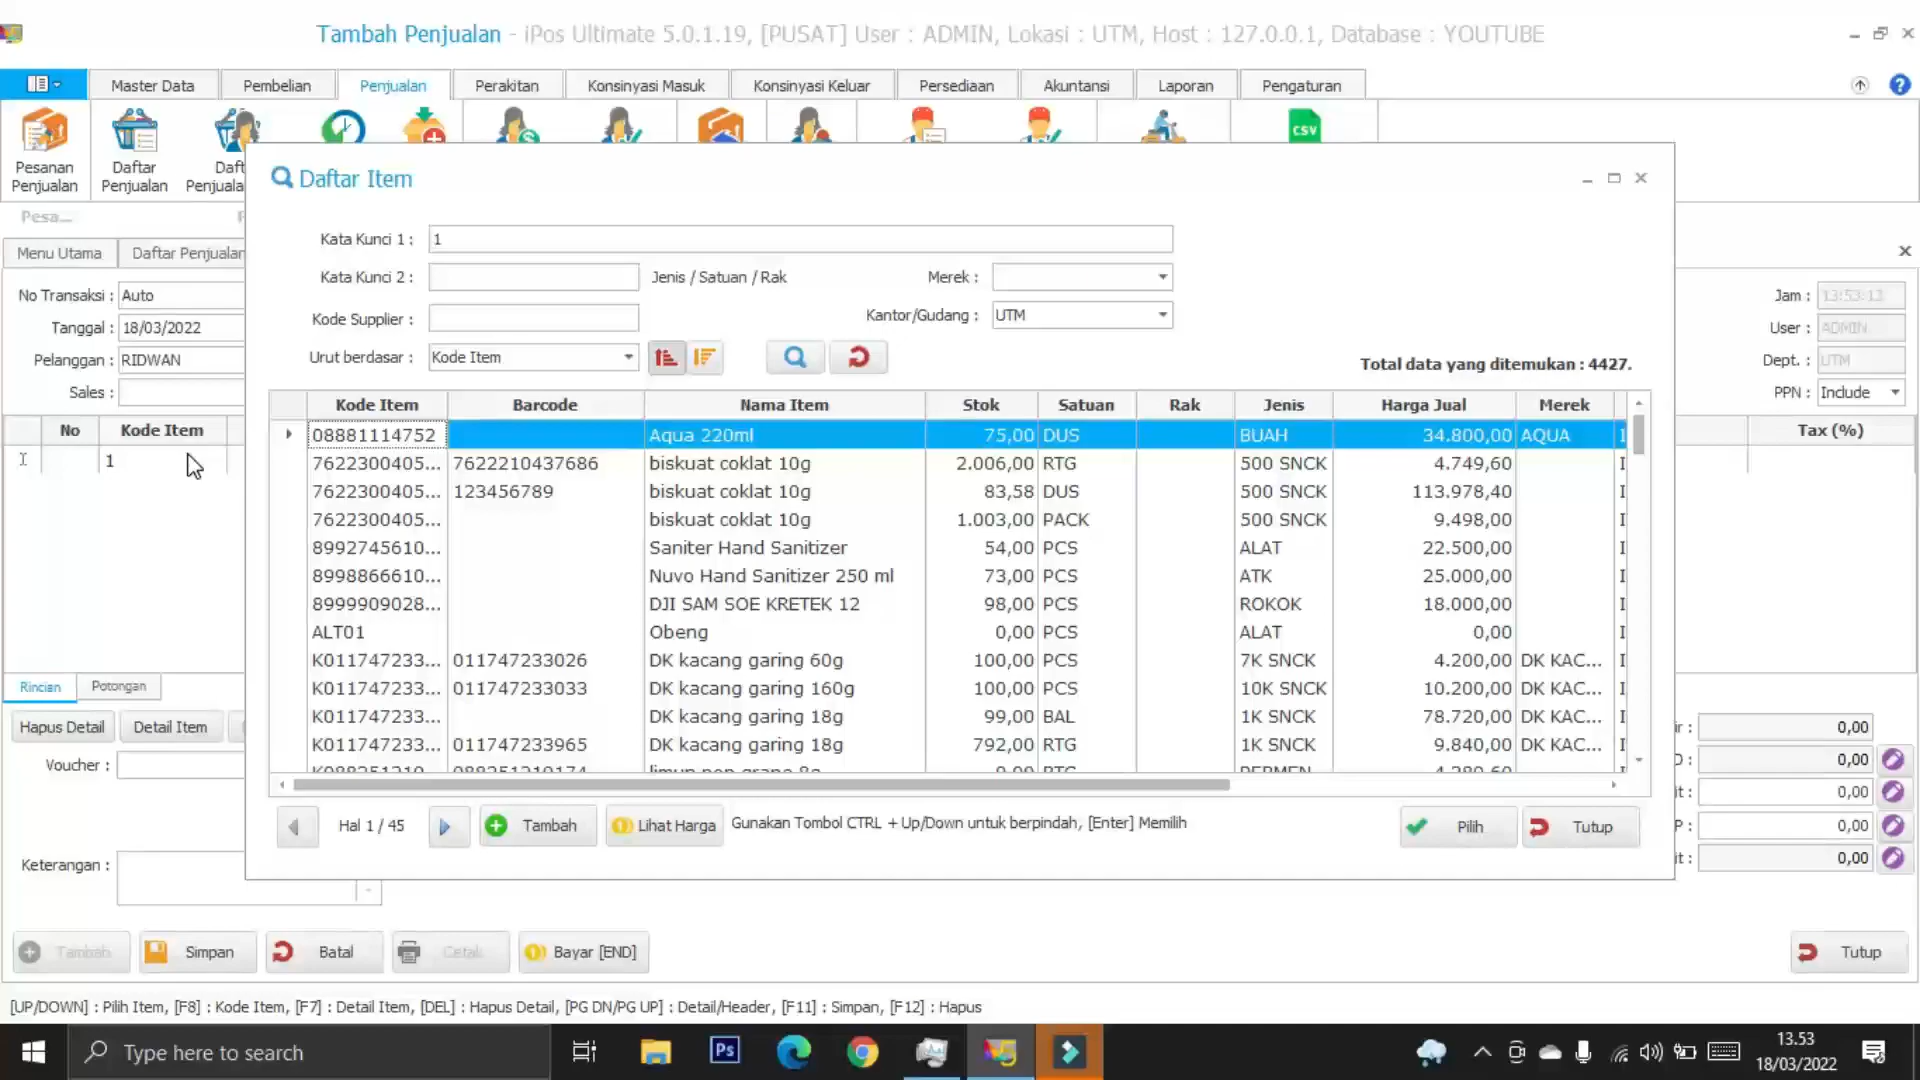 Tambah Penjualan - iPos Ultimate 5.0.1.19, [PUSAT] User : ADMIN, Lokasi : UTM, Host : 127.0.0.1, Database : YOUTUBE
Master Data Pembelian Penjualan Perakitan Konsinyasi Masuk Konsinyasi Keluar Persediaan Akuntansi Laporan Pengaturan
CSV
Pesanan Penjualan
Daftar Penjualan
Daft
Penjuala
Pesa...
Menu Utama Daftar Penjualan
Daftar Item
No Transaksi : Auto
Tanggal : 18/03/2022
Pelanggan : RIDWAN
Sales :
No Kode Item
1
Kata Kunci 1 : 1
Kata Kunci 2 : Jenis / Satuan / Rak Merek :
Kode Supplier : Kantor/Gudang : UTM
Urut berdasar : Kode Item
Total data yang ditemukan : 4427.
Kode Item Barcode Nama Item Stok Satuan Rak Jenis Harga Jual Merek
08881114752 Aqua 220ml 75,00 DUS BUAH 34.800,00 AQUA I
7622300405... 7622210437686 biskuat coklat 10g 2.006,00 RTG 500 SNCK 4.749,60 I
7622300405... 123456789 biskuat coklat 10g 83,58 DUS 500 SNCK 113.978,40 I
7622300405... biskuat coklat 10g 1.003,00 PACK 500 SNCK 9.498,00 I
8992745610... Saniter Hand Sanitizer 54,00 PCS ALAT 22.500,00 I
8998866610... Nuvo Hand Sanitizer 250 ml 73,00 PCS ATK 25.000,00 I
8999909028... DJI SAM SOE KRETEK 12 98,00 PCS ROKOK 18.000,00 I
ALT01 Obeng 0,00 PCS ALAT 0,00 I
K011747233... 011747233026 DK kacang garing 60g 100,00 PCS 7K SNCK 4.200,00 DK KAC... I
K011747233... 011747233033 DK kacang garing 160g 100,00 PCS 10K SNCK 10.200,00 DK KAC... I
K011747233... DK kacang garing 18g 99,00 BAL 1K SNCK 78.720,00 DK KAC... I
K011747233... 011747233965 DK kacang garing 18g 792,00 RTG 1K SNCK 9.840,00 DK KAC... I
Hal 1 / 45 Tambah Lihat Harga Gunakan Tombol CTRL + Up/Down untuk berpindah, [Enter] Memilih Pilih Tutup
Jam : 13:53:13
User : ADMIN
Dept. : UTM
PPN : Include
Tax (%)
Rincian Potongan
Hapus Detail Detail Item
Voucher :
Keterangan :
ir : 0,00
0,00
it : 0,00
P : 0,00
it : 0,00
Tambah Simpan Batal Cetak Bayar [END] Tutup
[UP/DOWN] : Pilih Item, [F8] : Kode Item, [F7] : Detail Item, [DEL] : Hapus Detail, [PG DN/PG UP] : Detail/Header, [F11] : Simpan, [F12] : Hapus
Type here to search
Ps
13.53
18/03/2022